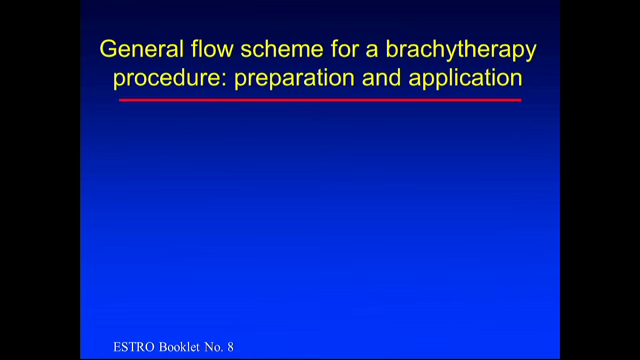 General flow scheme for a brachytherapy
procedure: preparation and application
ESTRO Booklet No. 8